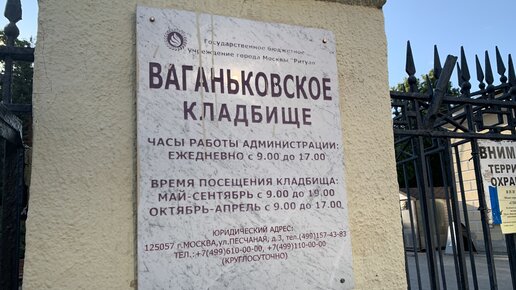 Государственное бюджетное
учреждение города Москвы "Ритуал"
ВАГАНЬКОВСКОЕ
КЛАДБИЩЕ
ЧАСЫ РАБОТЫ АДМИНИСТРАЦИИ:
ЕЖЕДНЕВНО с 9.00 до 17.00
ВРЕМЯ ПОСЕЩЕНИЯ КЛАДБИЩА:
МАЙ-СЕНТЯБРЬ с 9.00 до 19.00
ОКТЯБРЬ-АПРЕЛЬ с 9.00 до 17.00.
ЮРИДИЧЕСКИЙ АДРЕС:
125057 г.МОСКВА,ул.ПЕСЧАНАЯ, д.3, тел.(499)157-43-83
ТЕЛ.:+7(499)610-00-00, +7(499)110-00-00
(КРУГЛОСУТОЧНО)
ВНИМ
ТЕРРИ
ОХРАН